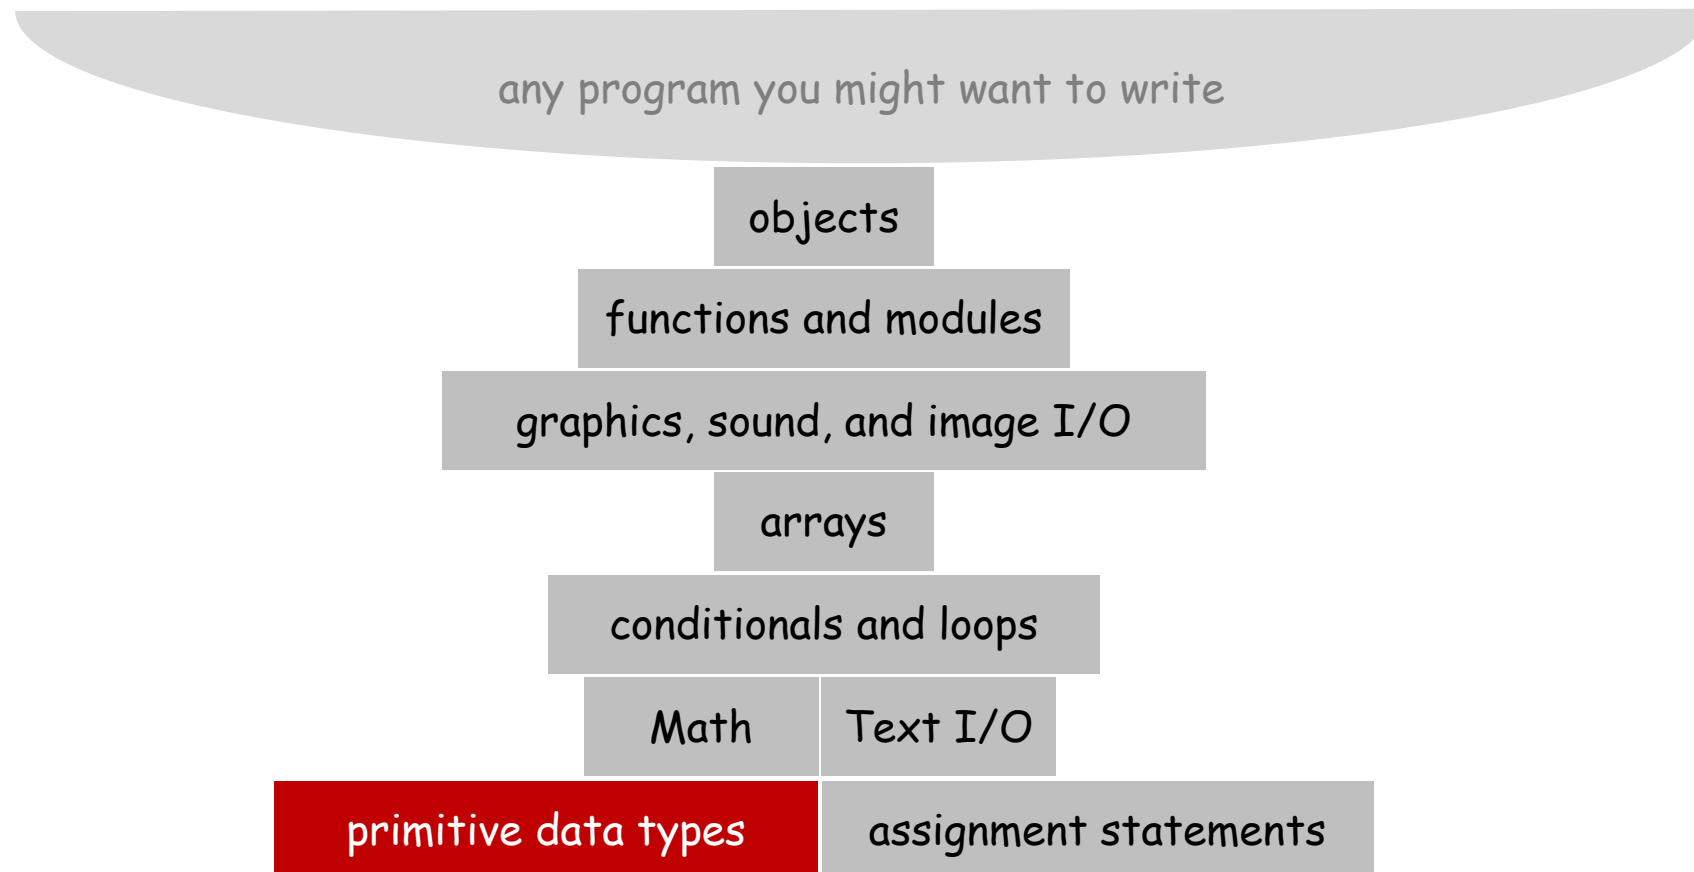 any program you might want to write
objects
functions and modules
graphics, sound, and image I/O
arrays
conditionals and loops
Math
Text I/O
primitive data types
assignment statements